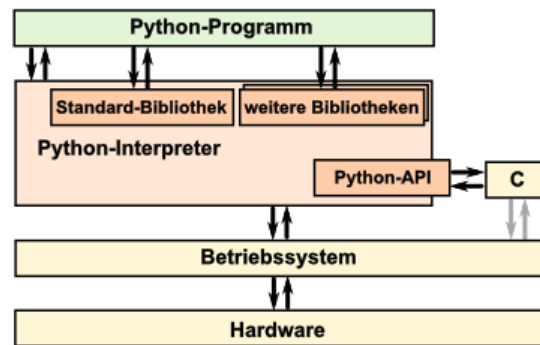 Python-Programm
Standard-Bibliothek
weitere Bibliotheken
Python-Interpreter
Python-API
C
Betriebssystem
Hardware